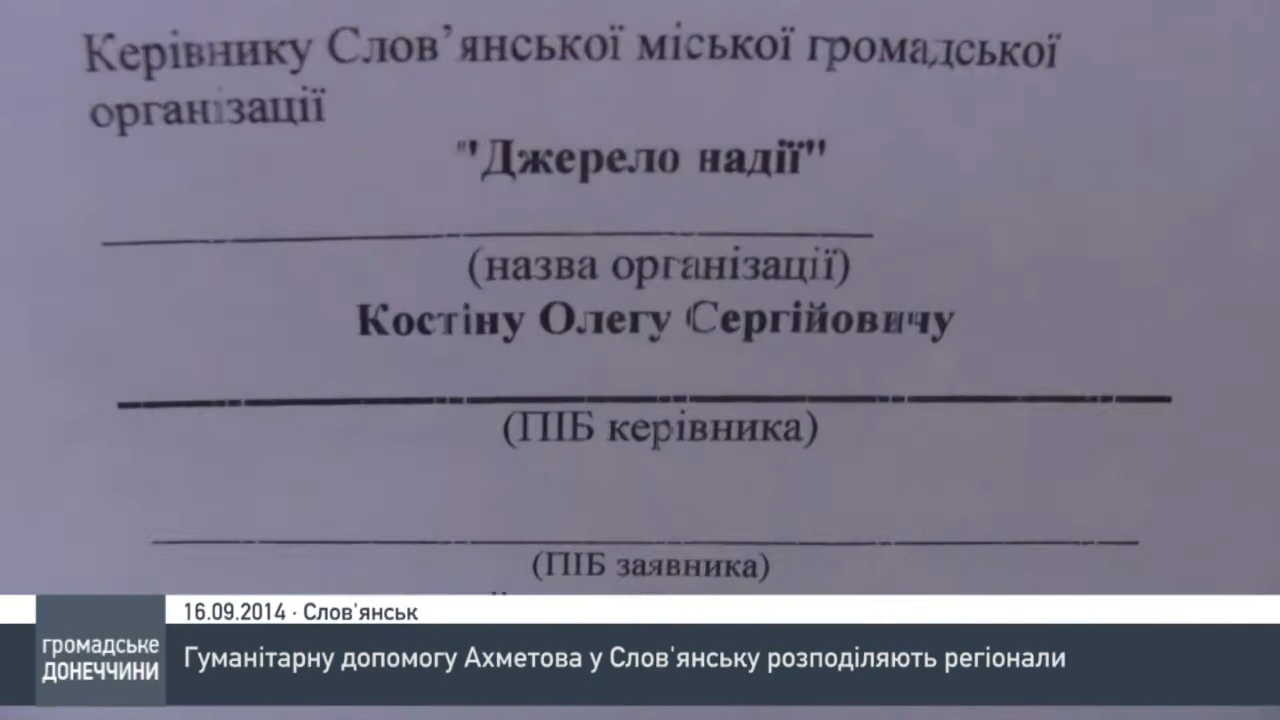 Керівнику Слов’янської міської громадської
організації
"Джерело надії"
(назва організації)
Костіну Олегу Сергійовичу
(ПІБ керівника)
(ПІБ заявника)
16.09.2014 · Слов'янськ
громадське
ДОНЕЧЧИНИ
Гуманітарну допомогу Ахметова у Слов'янську розподіляють регіонали